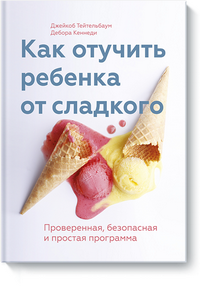 Джейкоб Тейтельбаум
Дебора Кеннеди
Как отучить
ребенка
от сладкого
Проверенная, безопасная
и простая программа